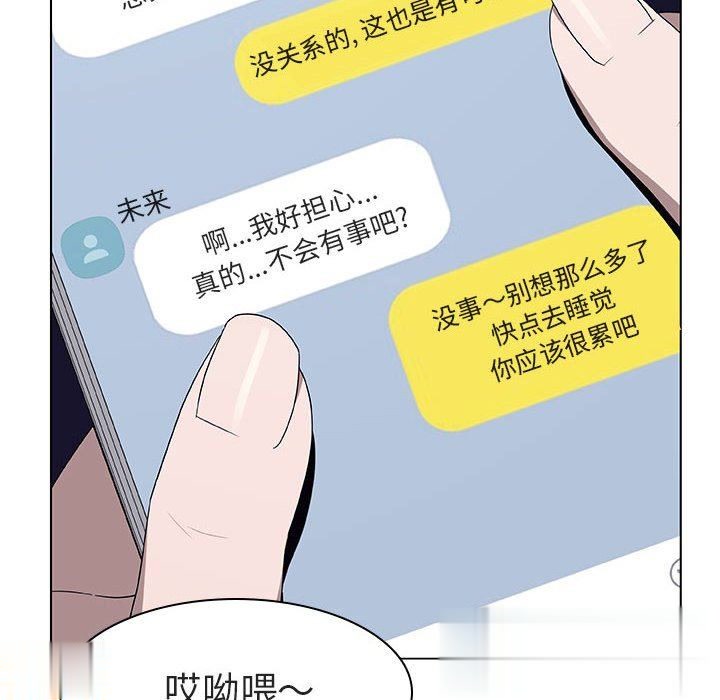 没关系的,这也是有可
未来
啊...我好担心...
真的...不会有事吧?
没事～别想那么多了
快点去睡觉
你应该很累吧
哎呦喂～